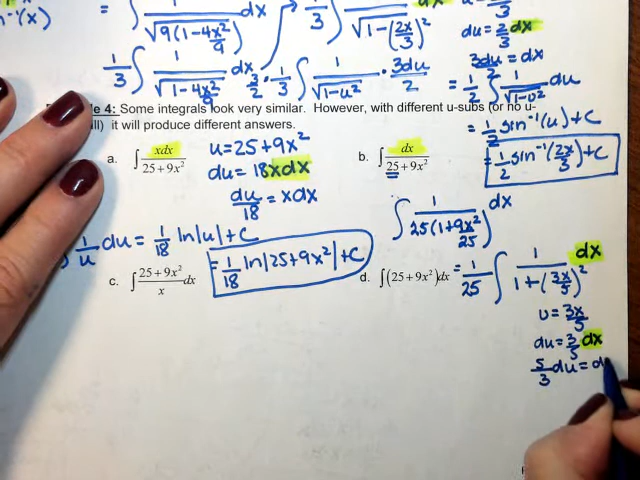 n⁻¹(x)
= ∫ 1/√(9(1-4x²/9)) dx
1/3 ∫ 1/√(1-(2x/3)²) dx
du = 2/3 dx
3du/2 = dx
1/3 ∫ 1/√(1-4x²/9) dx
3/2 · 1/3 ∫ 1/√(1-u²) · 3du/2
= 1/2 ∫ 1/√(1-u²) du
= 1/2 sin⁻¹(u) + C
= 1/2 sin⁻¹(2x/3) + C
le 4: Some integrals look very similar. However, with different u-subs (or no u-
all) it will produce different answers.
a. ∫ xdx/(25+9x²)
u = 25+9x²
du = 18xdx
du/18 = xdx
∫ 1/u du = 1/18 ln|u| + C
= 1/18 ln|25+9x²| + C
b. ∫ dx/(25+9x²)
∫ 1/(25(1+9x²/25)) dx
= 1/25 ∫ 1/(1+(3x/5)²) dx
u = 3x/5
du = 3/5 dx
5/3 du = d
c. ∫ (25+9x²)/x dx
d. ∫(25+9x²)dx